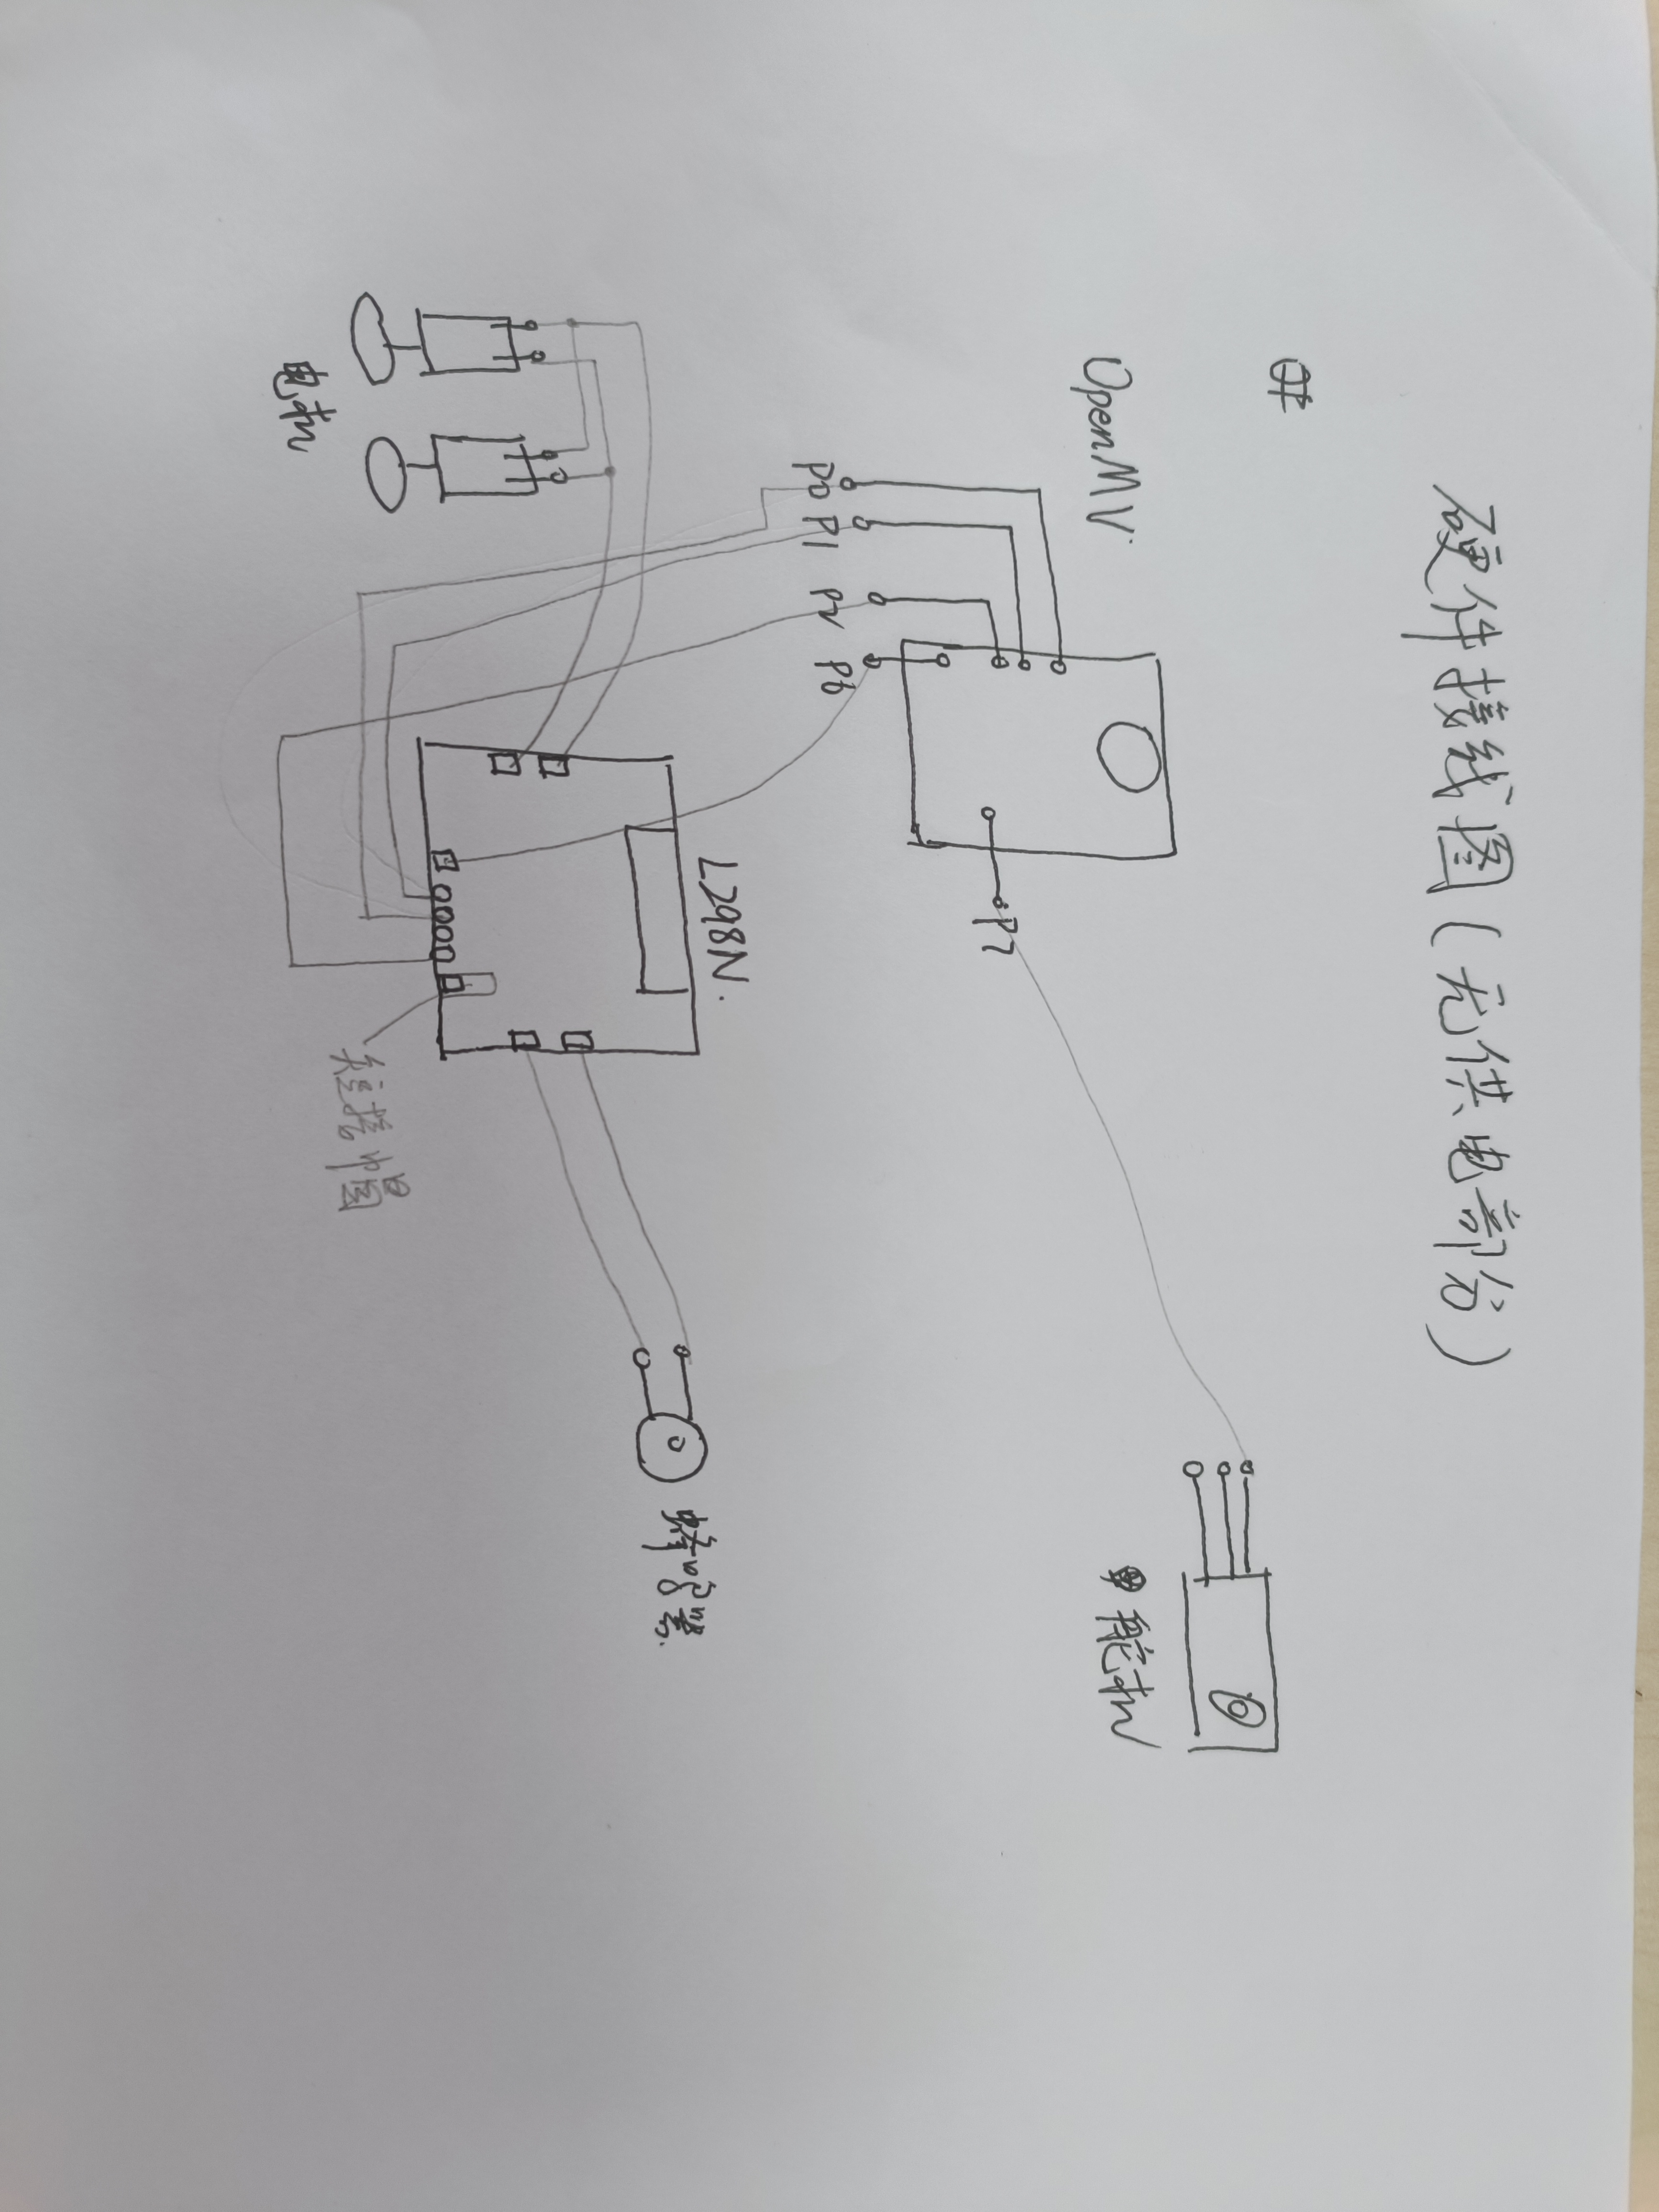 硬件接线图(无供电部分)
OpenMV.
P0
P1
P2
P6
P7
舵机
电机
L298N.
短接帽
蜂鸣器.